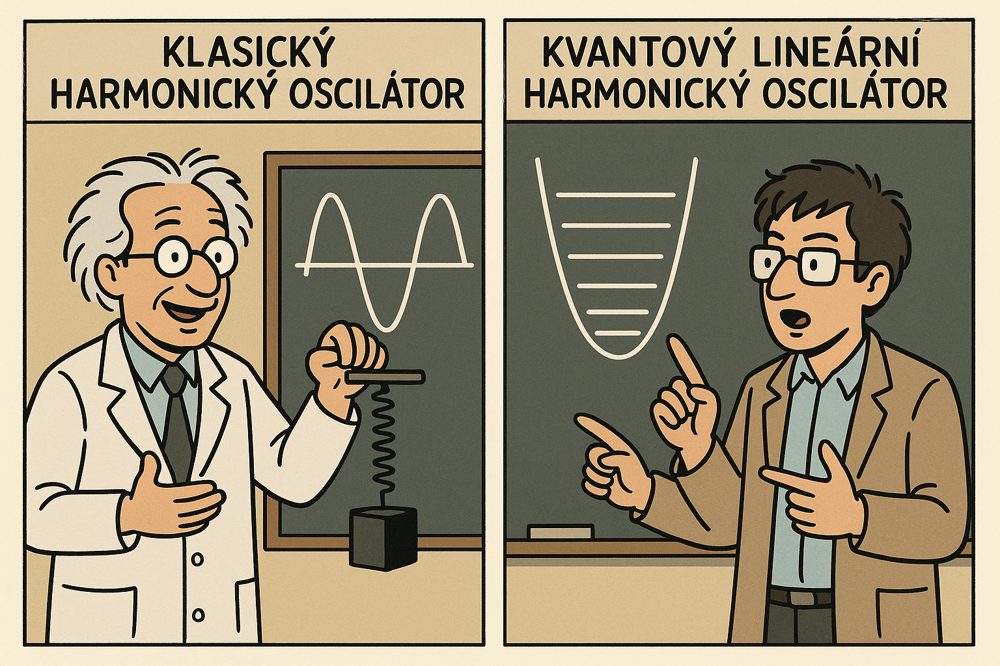 KLASICKÝ
HARMONICKÝ OSCILÁTOR
KVANTOVÝ LINEÁRNÍ
HARMONICKÝ OSCILÁTOR